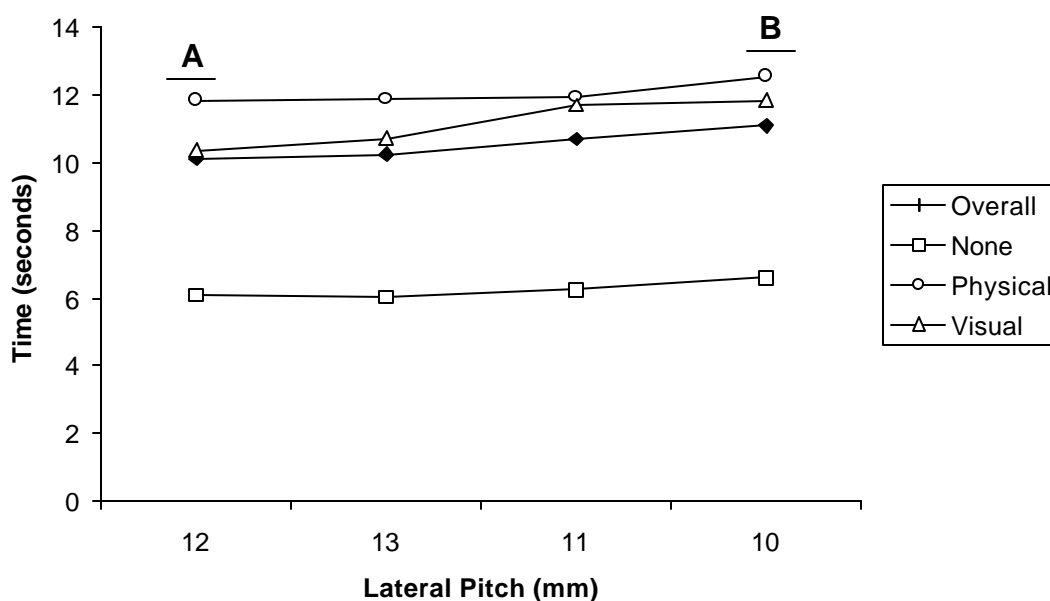 14
12
10
8
6
4
2
0
A
B
Time (seconds)
12 13 11 10
Lateral Pitch (mm)
Overall
None
Physical
Visual